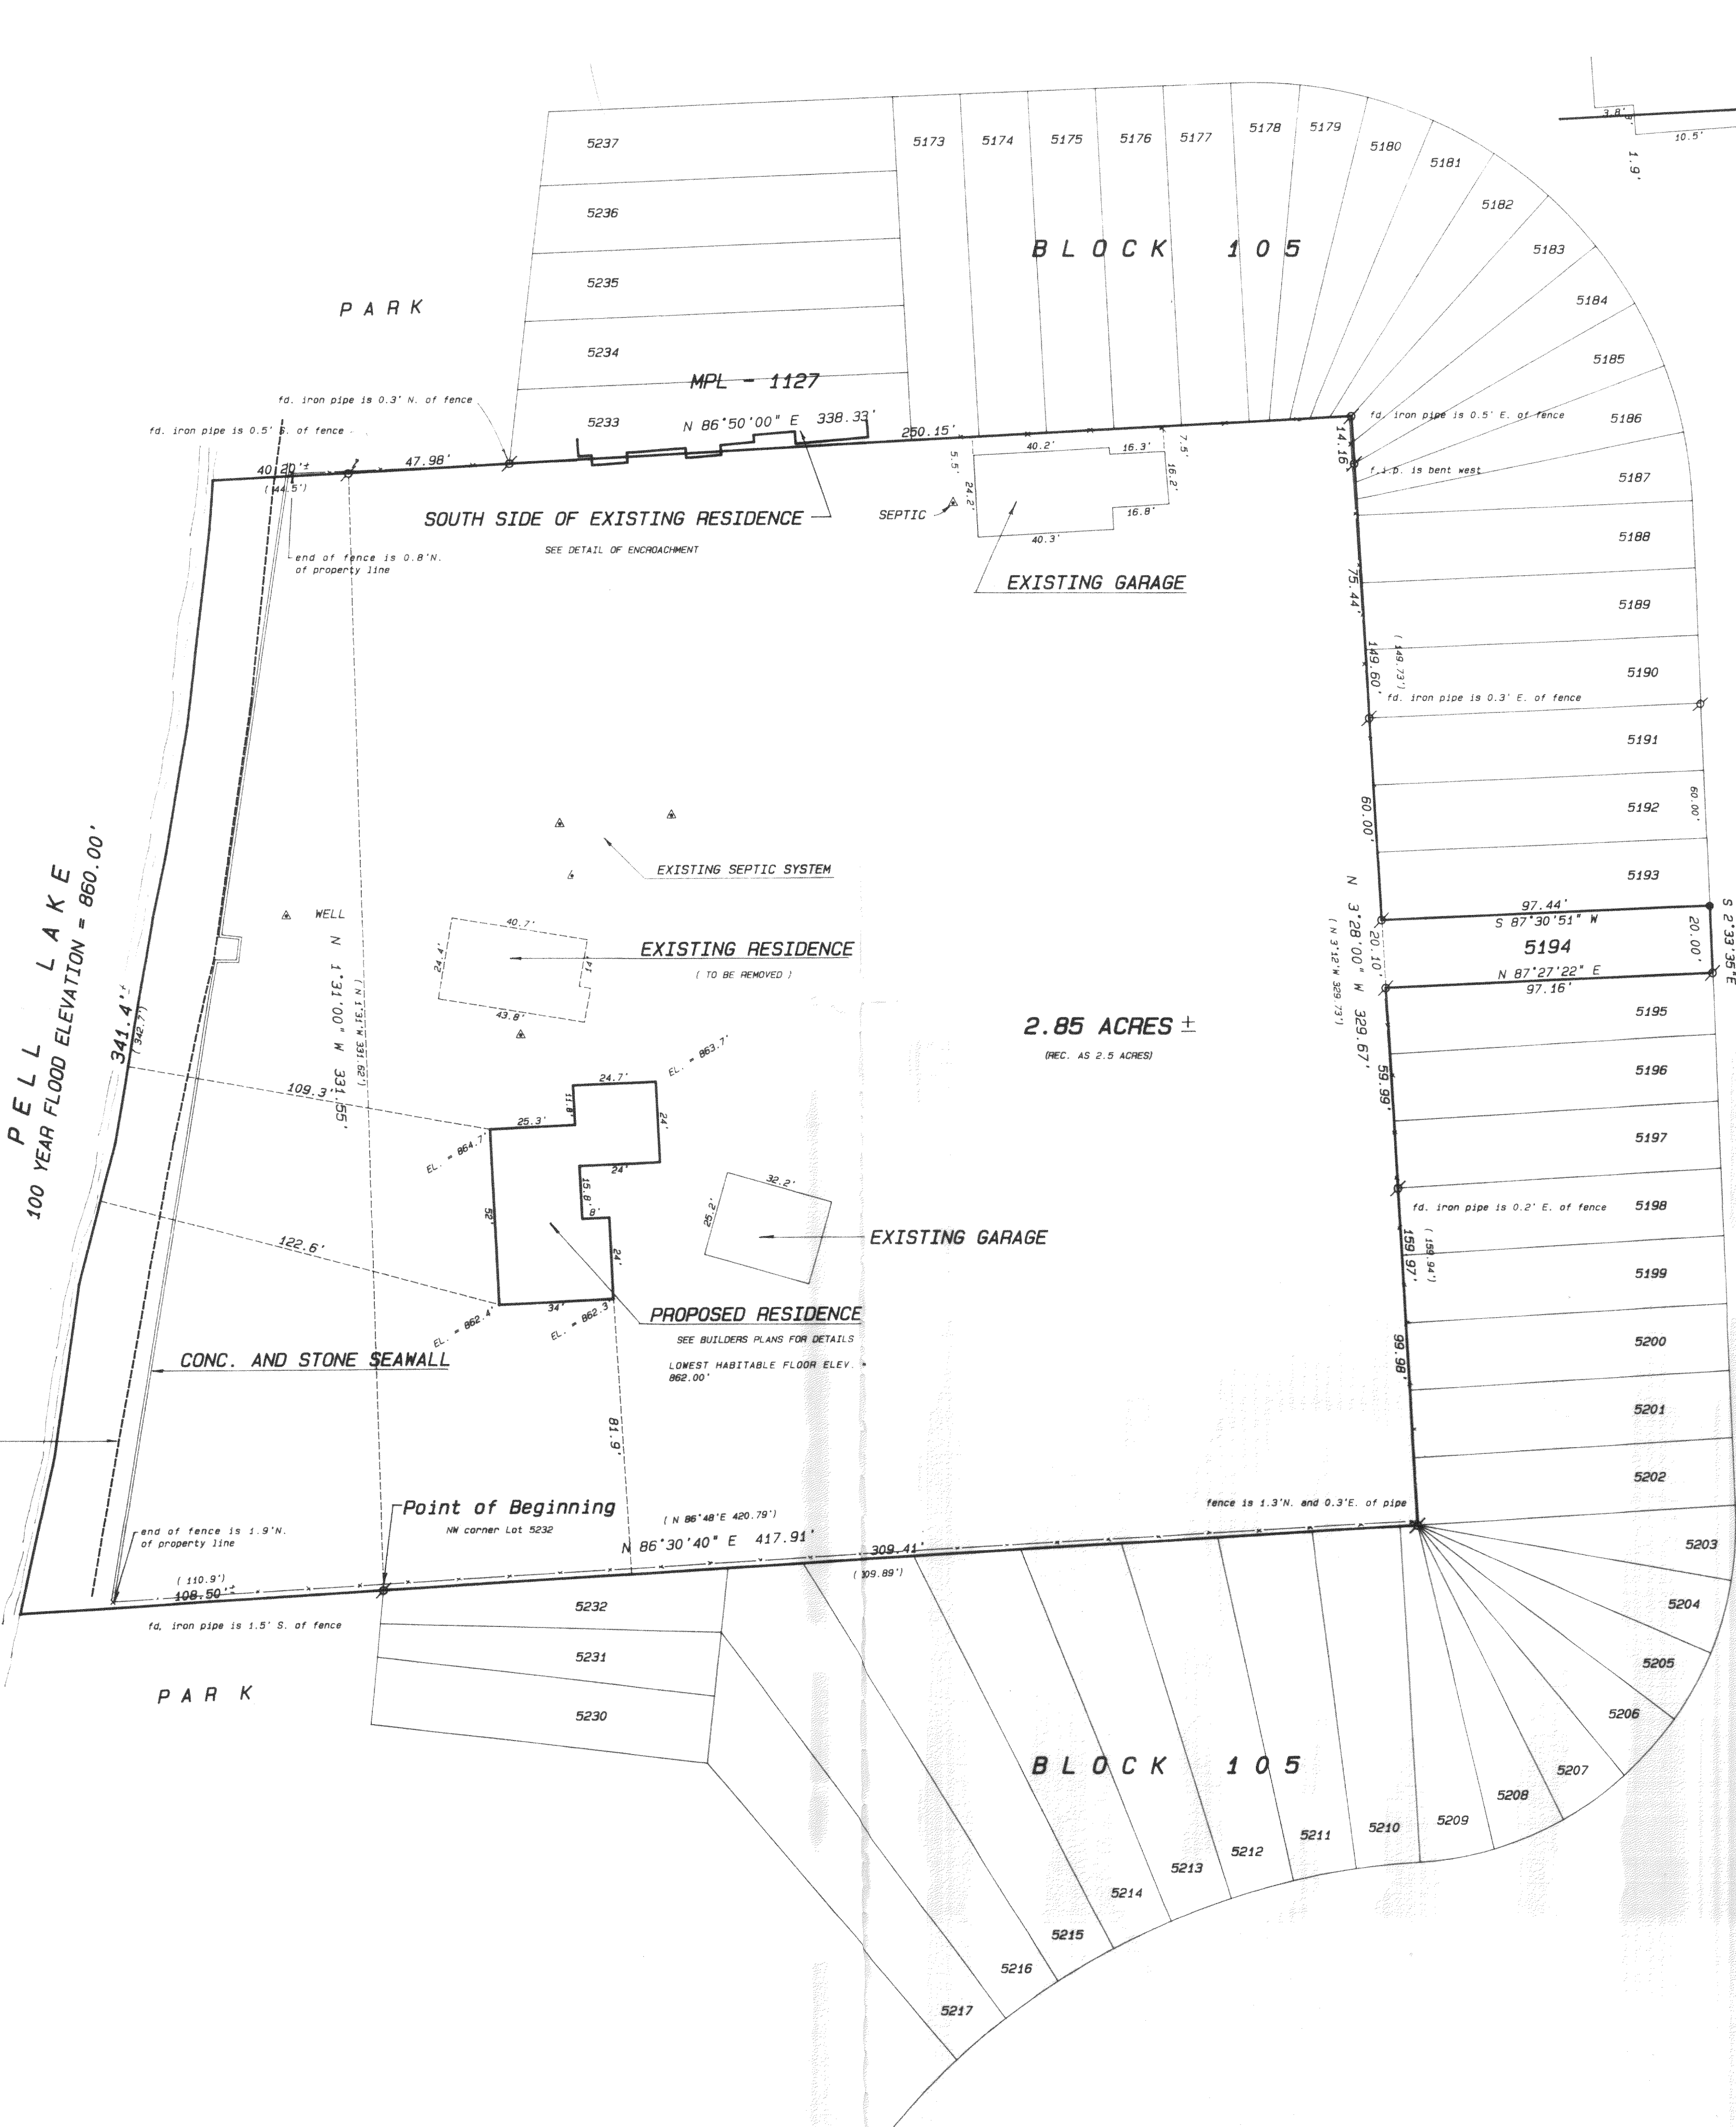 3.8'
.8'
10.5'
1.9'
5237
5236
5235
5234
5233
5173
5174
5175
5176
5177
5178
5179
5180
5181
5182
5183
5184
5185
5186
5187
5188
5189
5190
5191
5192
5193
BLOCK 105
PARK
MPL - 1127
fd. iron pipe is 0.3' N. of fence
fd. iron pipe is 0.5' S. of fence
N 86°50'00" E 338.33'
250.15'
40.20'±
(44.5')
47.98'
fd. iron pipe is 0.5' E. of fence
14.16'
f.i.p. is bent west
SOUTH SIDE OF EXISTING RESIDENCE
SEE DETAIL OF ENCROACHMENT
end of fence is 0.8'N.
of property line
5.5'
40.2'
16.3'
7.5'
24.2'
16.2'
16.8'
40.3'
SEPTIC
EXISTING GARAGE
75.44'
149.60'
(149.73')
fd. iron pipe is 0.3' E. of fence
60.00'
60.00'
EXISTING SEPTIC SYSTEM
WELL
40.7'
24.4'
14.1'
43.8'
EXISTING RESIDENCE
( TO BE REMOVED )
PELL LAKE
100 YEAR FLOOD ELEVATION = 860.00'
341.4'±
(342.7')
N 1°31'00" W 331.55'
( N 1°31'W 331.62')
97.44'
S 87°30'51" W
5194
N 87°27'22" E
97.16'
20.10'
20.00'
S 2°33'35"E
N 3°28'00" W 329.67'
( N 3°12'W 329.73')
2.85 ACRES ±
(REC. AS 2.5 ACRES)
109.3'
24.7'
EL. = 863.7'
11.8'
25.3'
24'
EL. = 864.7'
24'
15.8'
8'
52'
24'
34'
EL. = 862.4'
EL. = 862.3'
122.6'
32.2'
25.2'
EXISTING GARAGE
PROPOSED RESIDENCE
SEE BUILDERS PLANS FOR DETAILS
LOWEST HABITABLE FLOOR ELEV. =
862.00'
CONC. AND STONE SEAWALL
81.9'
59.99'
fd. iron pipe is 0.2' E. of fence
159.97'
(159.94')
99.98'
5195
5196
5197
5198
5199
5200
5201
5202
5203
5204
5205
5206
5207
5208
5209
5210
5211
5212
5213
5214
5215
5216
5217
Point of Beginning
NW corner Lot 5232
( N 86°48'E 420.79')
N 86°30'40" E 417.91'
309.41'
(309.89')
fence is 1.3'N. and 0.3'E. of pipe
end of fence is 1.9'N.
of property line
( 110.9')
108.50'±
fd. iron pipe is 1.5' S. of fence
PARK
5232
5231
5230
BLOCK 105